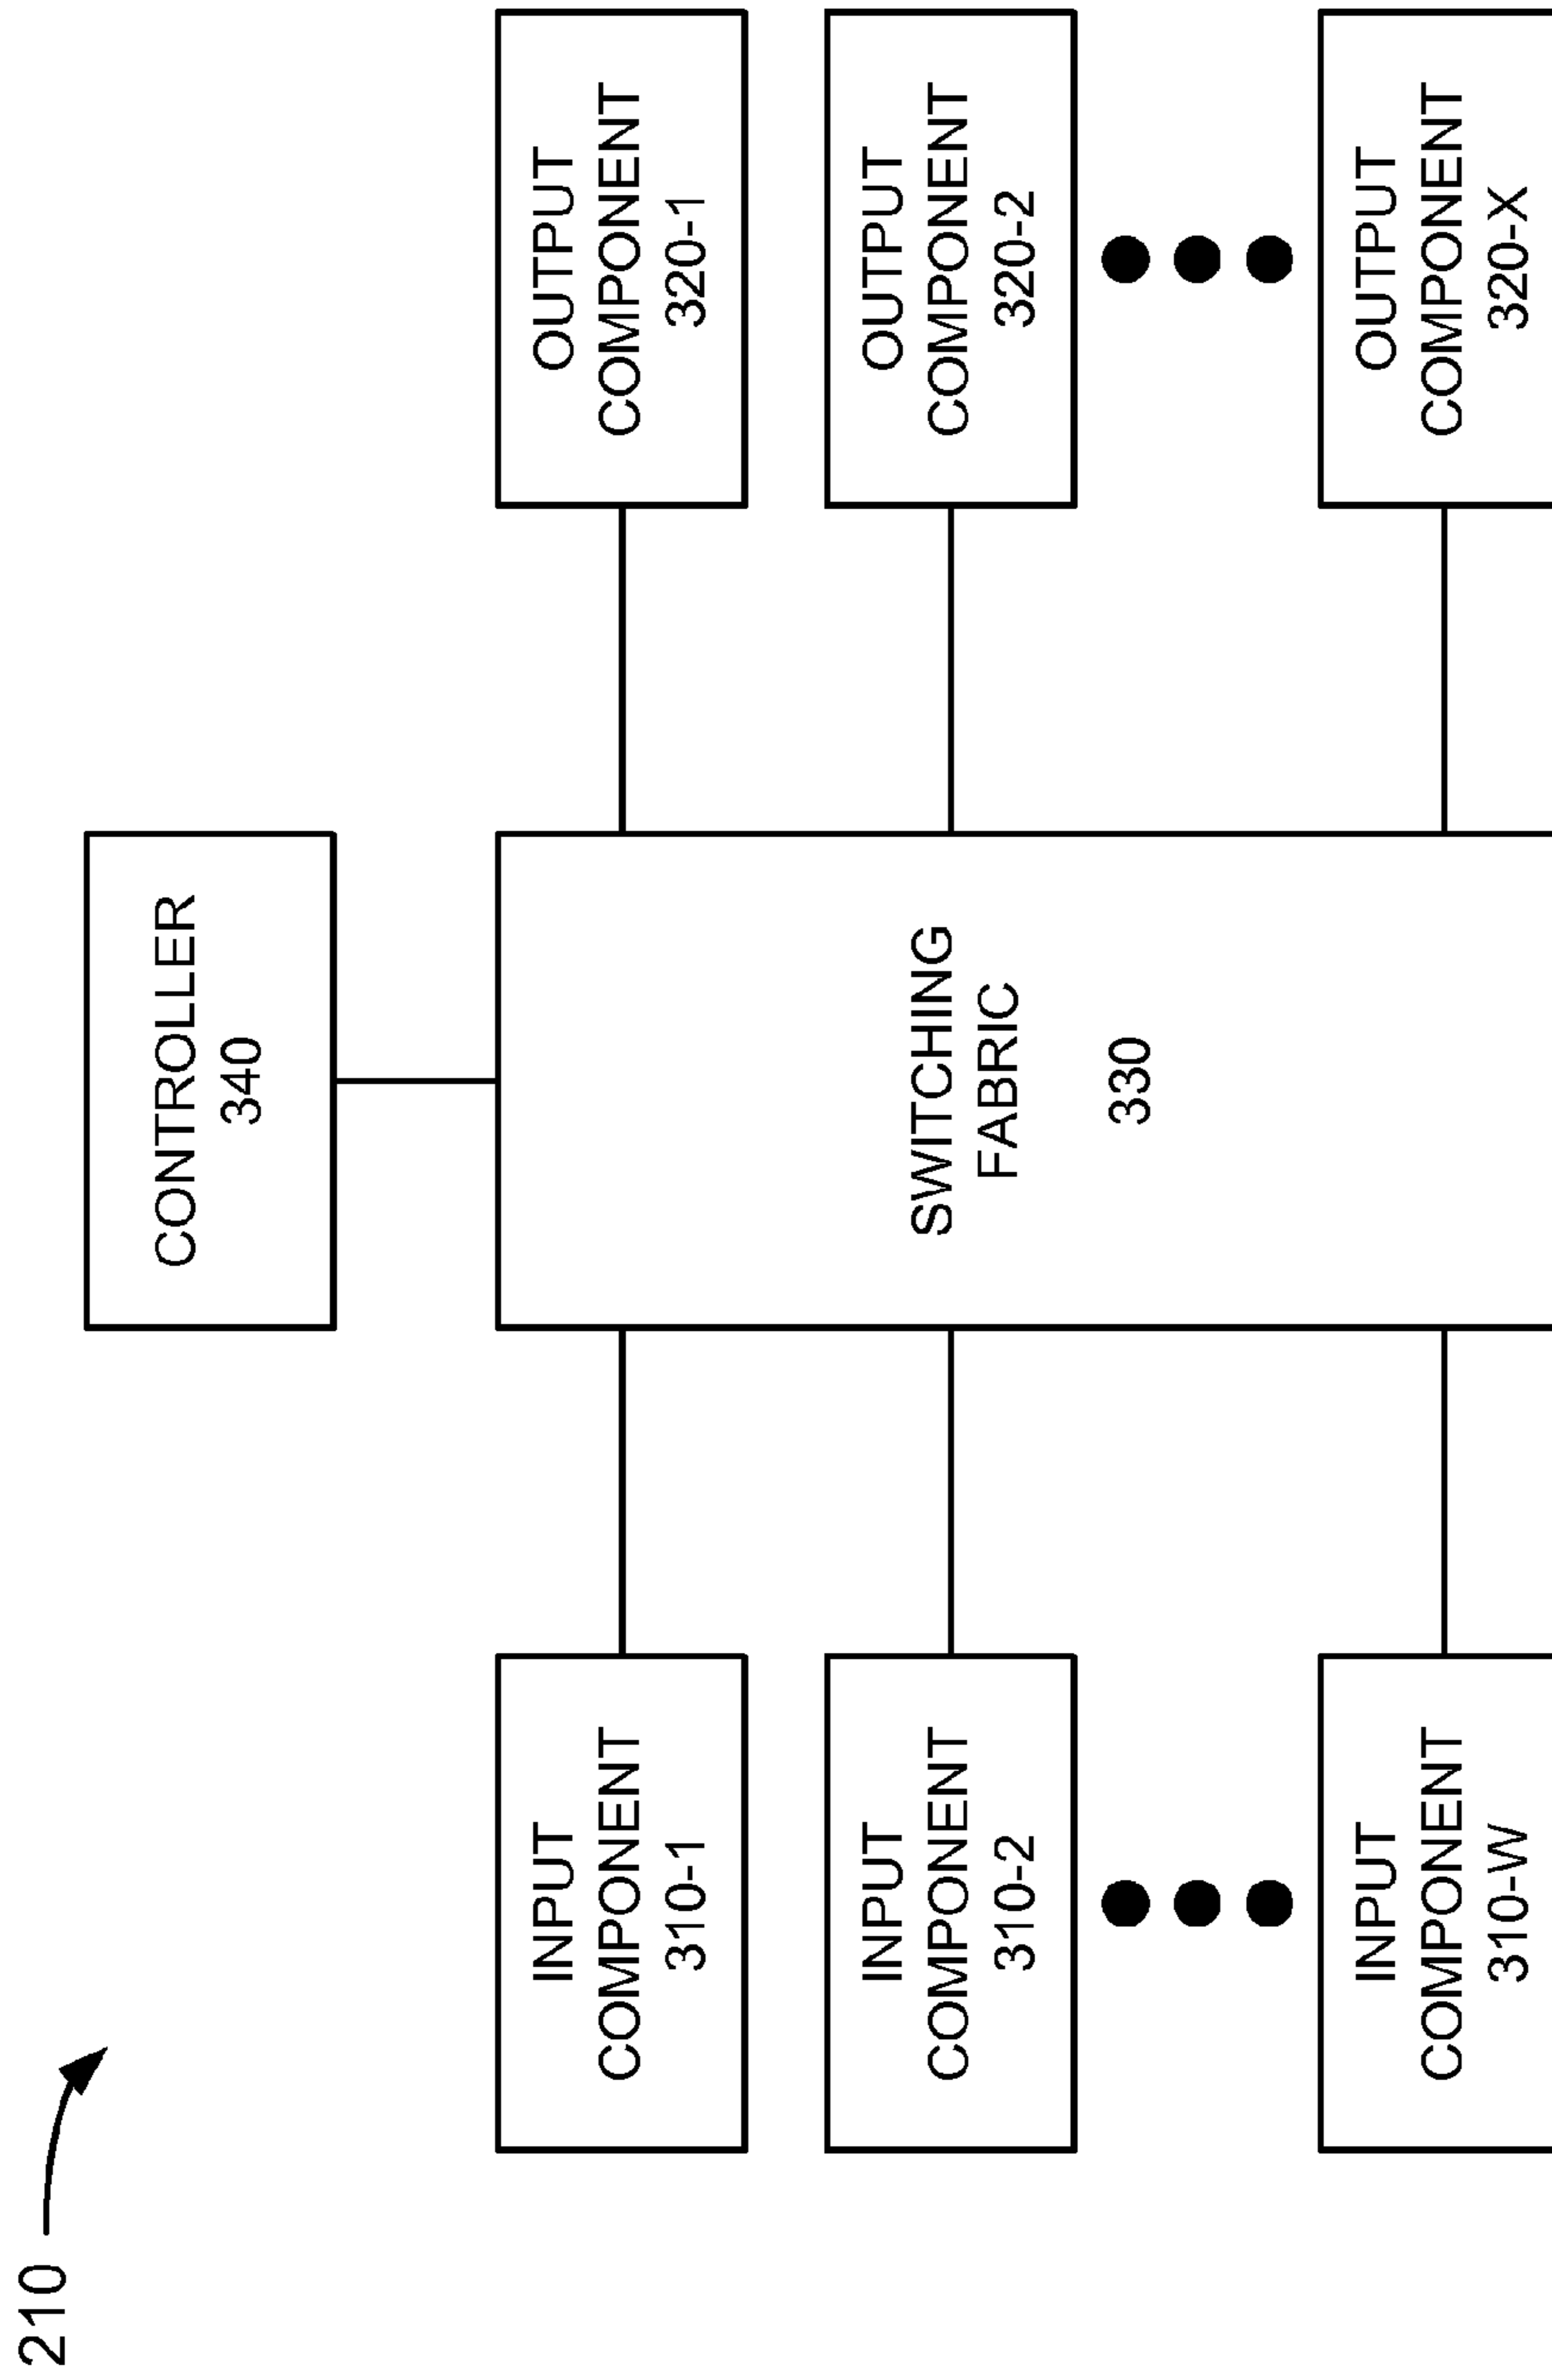 210
CONTROLLER
340
INPUT
COMPONENT
310-1
SWITCHING
FABRIC
330
OUTPUT
COMPONENT
320-1
INPUT
COMPONENT
310-2
OUTPUT
COMPONENT
320-2
INPUT
COMPONENT
310-W
OUTPUT
COMPONENT
320-X